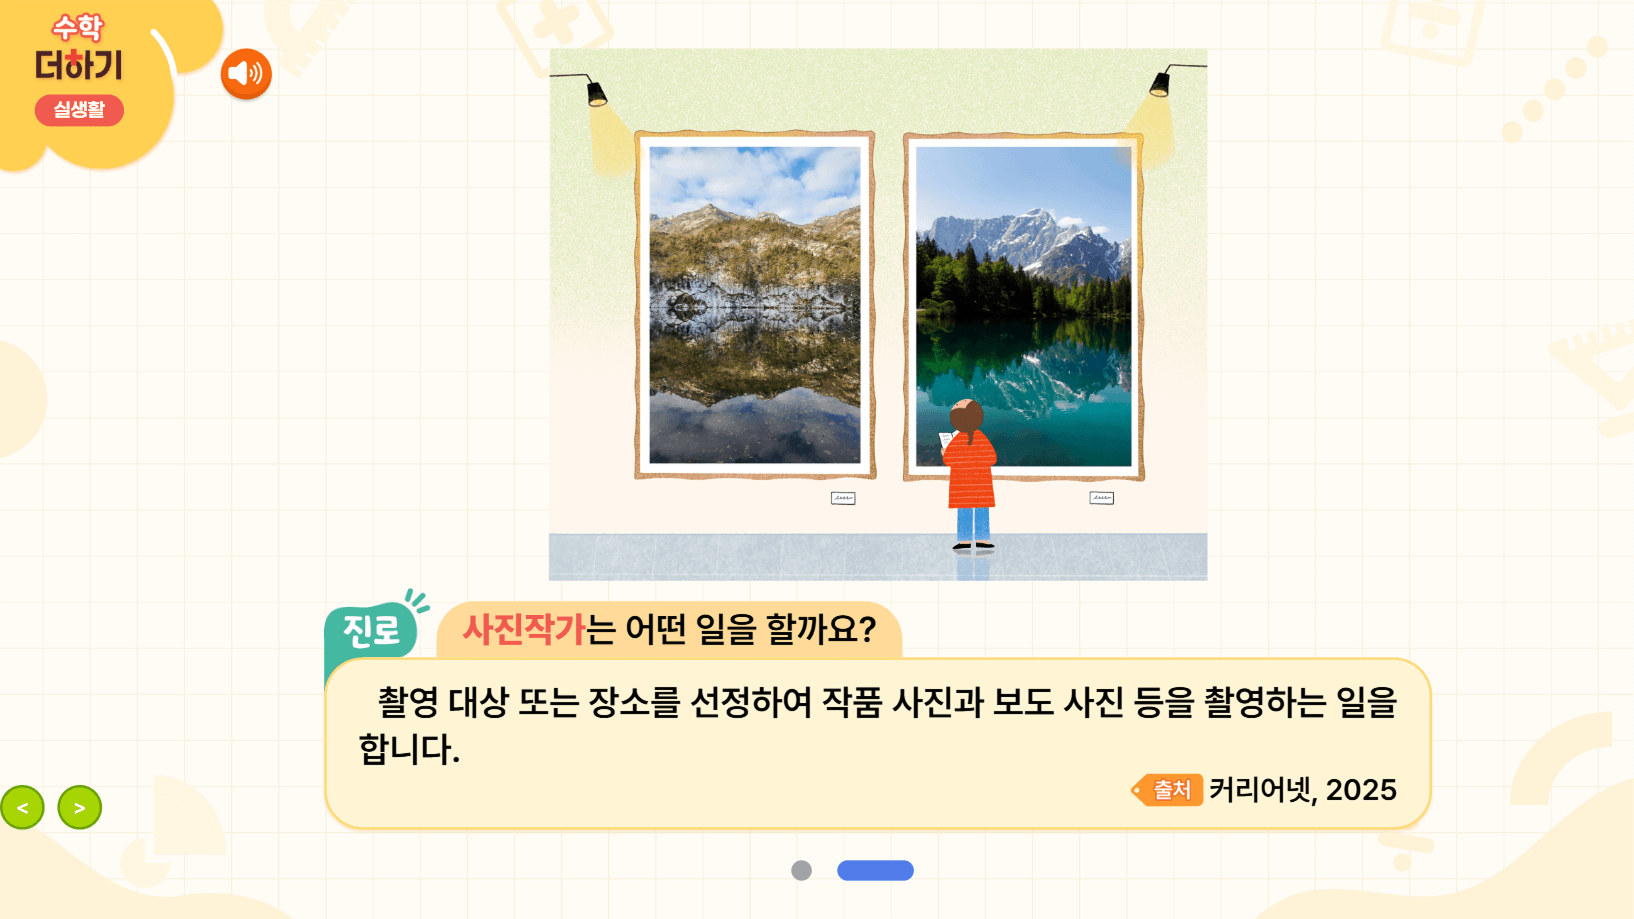 수학
더하기
실생활
진로
사진작가는 어떤 일을 할까요?
촬영 대상 또는 장소를 선정하여 작품 사진과 보도 사진 등을 촬영하는 일을
합니다.
출처 커리어넷, 2025
< >